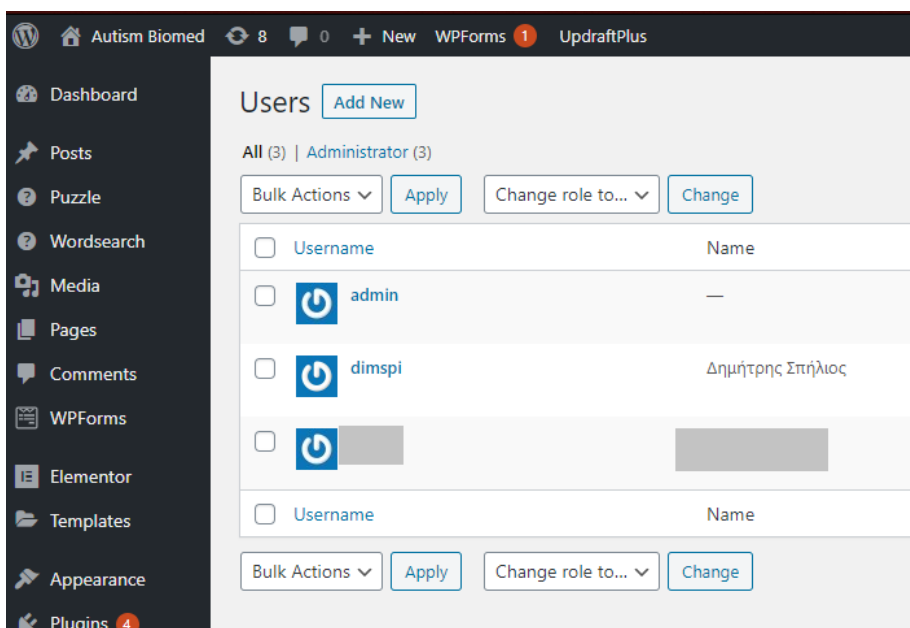 Autism Biomed 8 0 New WPForms 1 UpdraftPlus
Dashboard
Posts
Puzzle
Wordsearch
Media
Pages
Comments
WPForms
Elementor
Templates
Appearance
Plugins 4
Users Add New
All (3) | Administrator (3)
Bulk Actions Apply Change role to... Change
Username Name
admin —
dimspi Δημήτρης Σπήλιος
Username Name
Bulk Actions Apply Change role to... Change